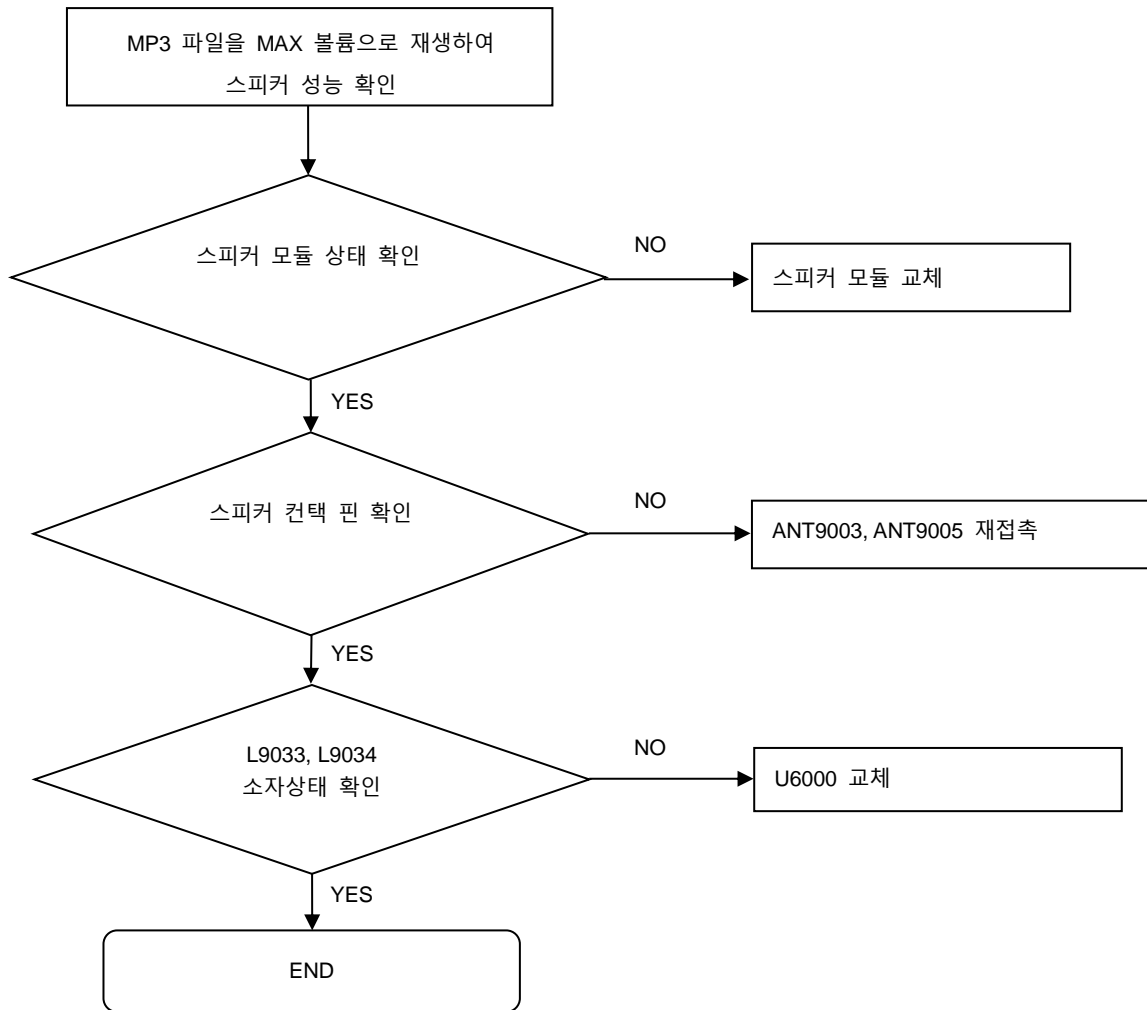 MP3 파일을 MAX 볼륨으로 재생하여
스피커 성능 확인
스피커 모듈 상태 확인
NO
스피커 모듈 교체
YES
스피커 컨택 핀 확인
NO
ANT9003, ANT9005 재접촉
YES
L9033, L9034
소자상태 확인
NO
U6000 교체
YES
END